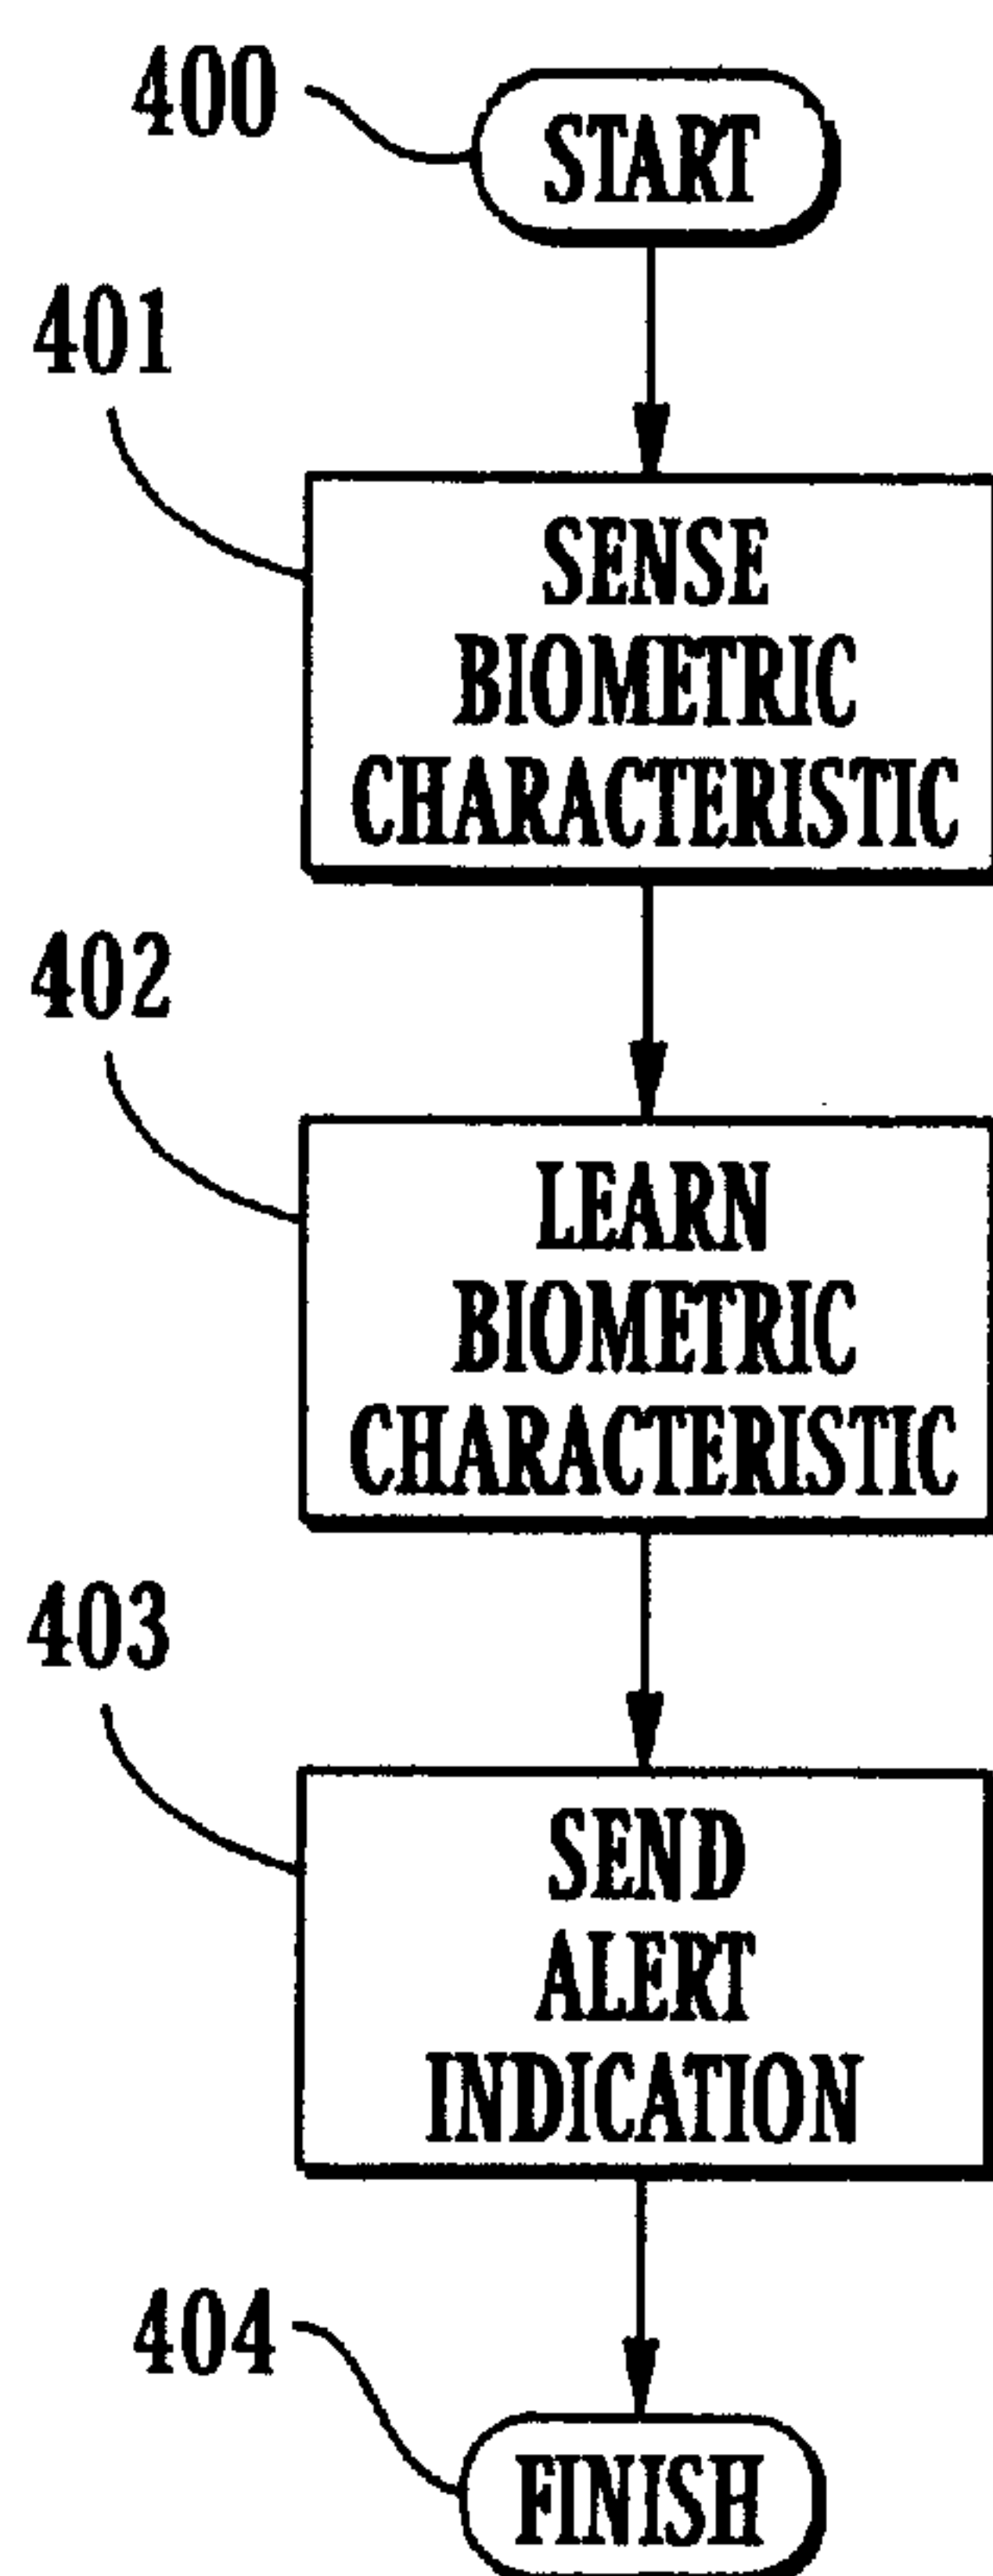 400
START
401
SENSE
BIOMETRIC
CHARACTERISTIC
402
LEARN
BIOMETRIC
CHARACTERISTIC
403
SEND
ALERT
INDICATION
404
FINISH